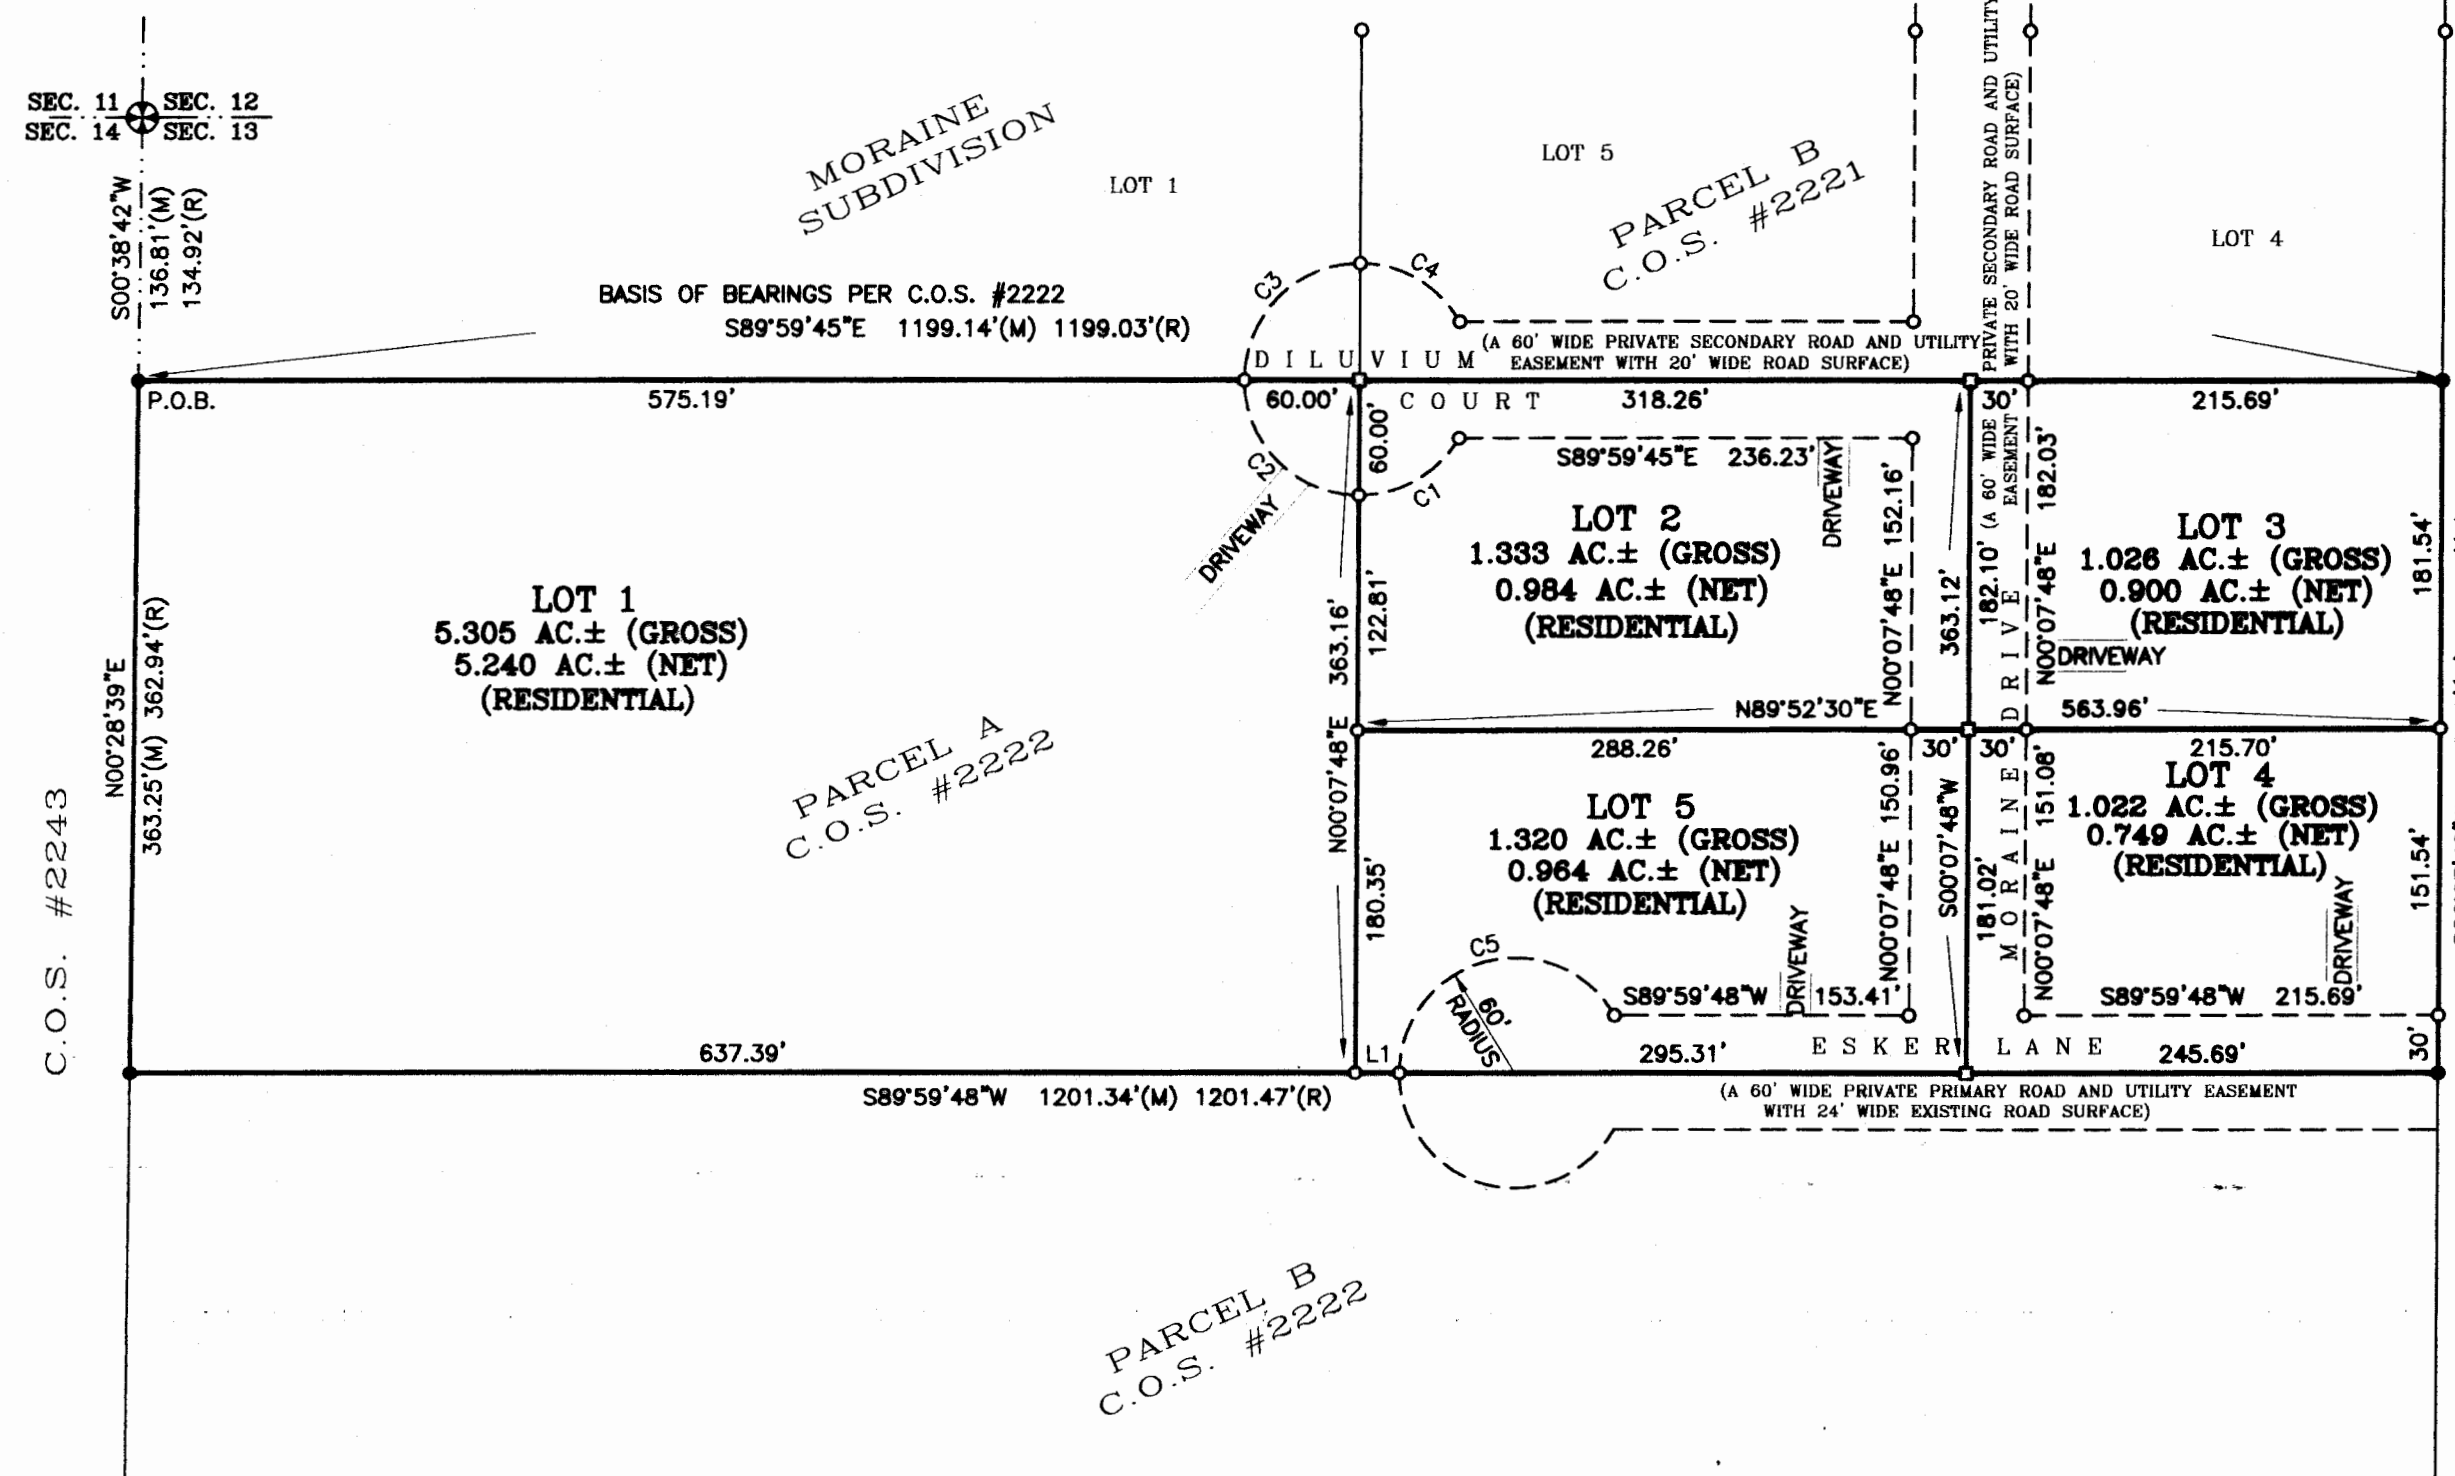 SEC. 11 SEC. 12
SEC. 14 SEC. 13
S00°38'42"W
136.81'(M)
134.92'(R)
MORAINE
SUBDIVISION
LOT 1
LOT 5
PARCEL B
C.O.S. #2221
LOT 4
PRIVATE SECONDARY ROAD AND UTILITY
WITH 20' WIDE ROAD SURFACE)
BASIS OF BEARINGS PER C.O.S. #2222
S89°59'45"E 1199.14'(M) 1199.03'(R)
C3
C4
DILUVIUM
(A 60' WIDE PRIVATE SECONDARY ROAD AND UTILITY
EASEMENT WITH 20' WIDE ROAD SURFACE)
P.O.B.
575.19'
60.00'
COURT
318.26'
30'
215.69'
60.00'
C2
C1
DRIVEWAY
S89°59'45"E 236.23'
DRIVEWAY
LOT 2
1.333 AC.± (GROSS)
0.984 AC.± (NET)
(RESIDENTIAL)
N00°07'48"E 152.16'
363.12'
182.10' (A 60' WIDE
EASEMENT
N00°07'48"E 182.03'
LOT 3
1.026 AC.± (GROSS)
0.900 AC.± (NET)
(RESIDENTIAL)
DRIVEWAY
181.54'
LOT 1
5.305 AC.± (GROSS)
5.240 AC.± (NET)
(RESIDENTIAL)
N00°28'39"E
363.25'(M) 362.94'(R)
N00°07'48"E 363.16'
122.81'
N89°52'30"E
563.96'
288.26'
30'
30'
215.70'
PARCEL A
C.O.S. #2222
C.O.S. #2243
LOT 5
1.320 AC.± (GROSS)
0.964 AC.± (NET)
(RESIDENTIAL)
180.35'
N00°07'48"E 150.96'
S00°07'48"W
181.02'
MORAINE DRIVE
N00°07'48"E 151.08'
LOT 4
1.022 AC.± (GROSS)
0.749 AC.± (NET)
(RESIDENTIAL)
151.54'
DRIVEWAY
C5
60'
RADIUS
S89°59'48"W 153.41'
DRIVEWAY
S89°59'48"W 215.69'
637.39'
L1
295.31'
ESKER LANE
245.69'
30'
S89°59'48"W 1201.34'(M) 1201.47'(R)
(A 60' WIDE PRIVATE PRIMARY ROAD AND UTILITY EASEMENT
WITH 24' WIDE EXISTING ROAD SURFACE)
PARCEL B
C.O.S. #2222